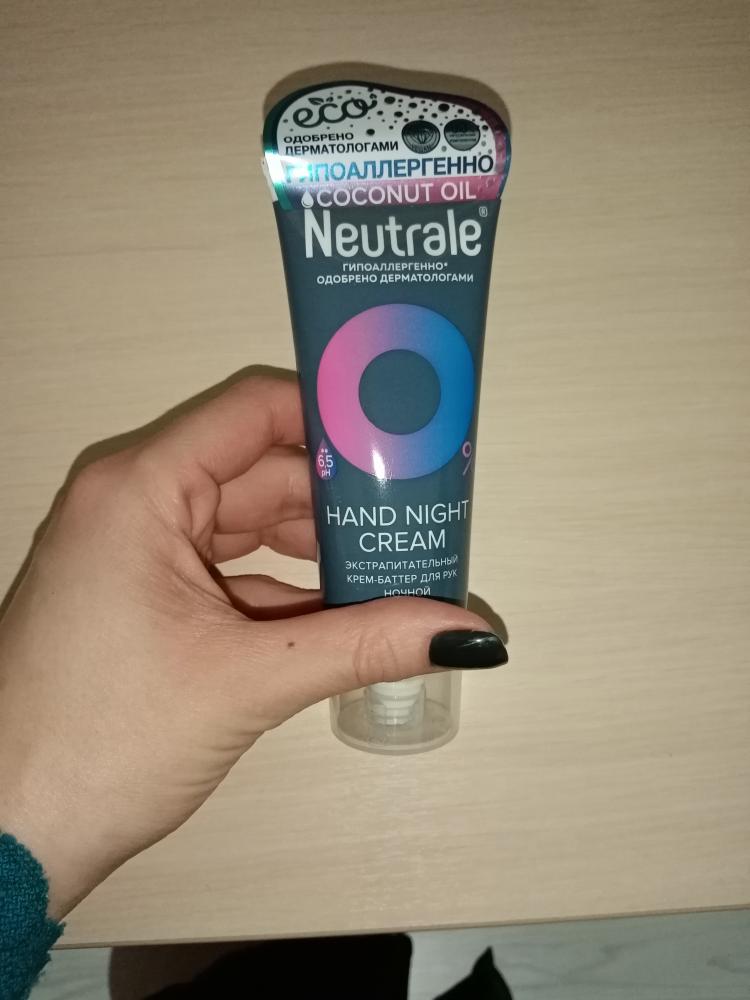 eco
ОДОБРЕНО
ДЕРМАТОЛОГАМИ
ГИПОАЛЛЕРГЕННО
COCONUT OIL
Neutrale®
ГИПОАЛЛЕРГЕННО*
ОДОБРЕНО ДЕРМАТОЛОГАМИ
6,5
pH
HAND NIGHT
CREAM
ЭКСТРАПИТАТЕЛЬНЫЙ
КРЕМ-БАТТЕР ДЛЯ РУК
НОЧНОЙ